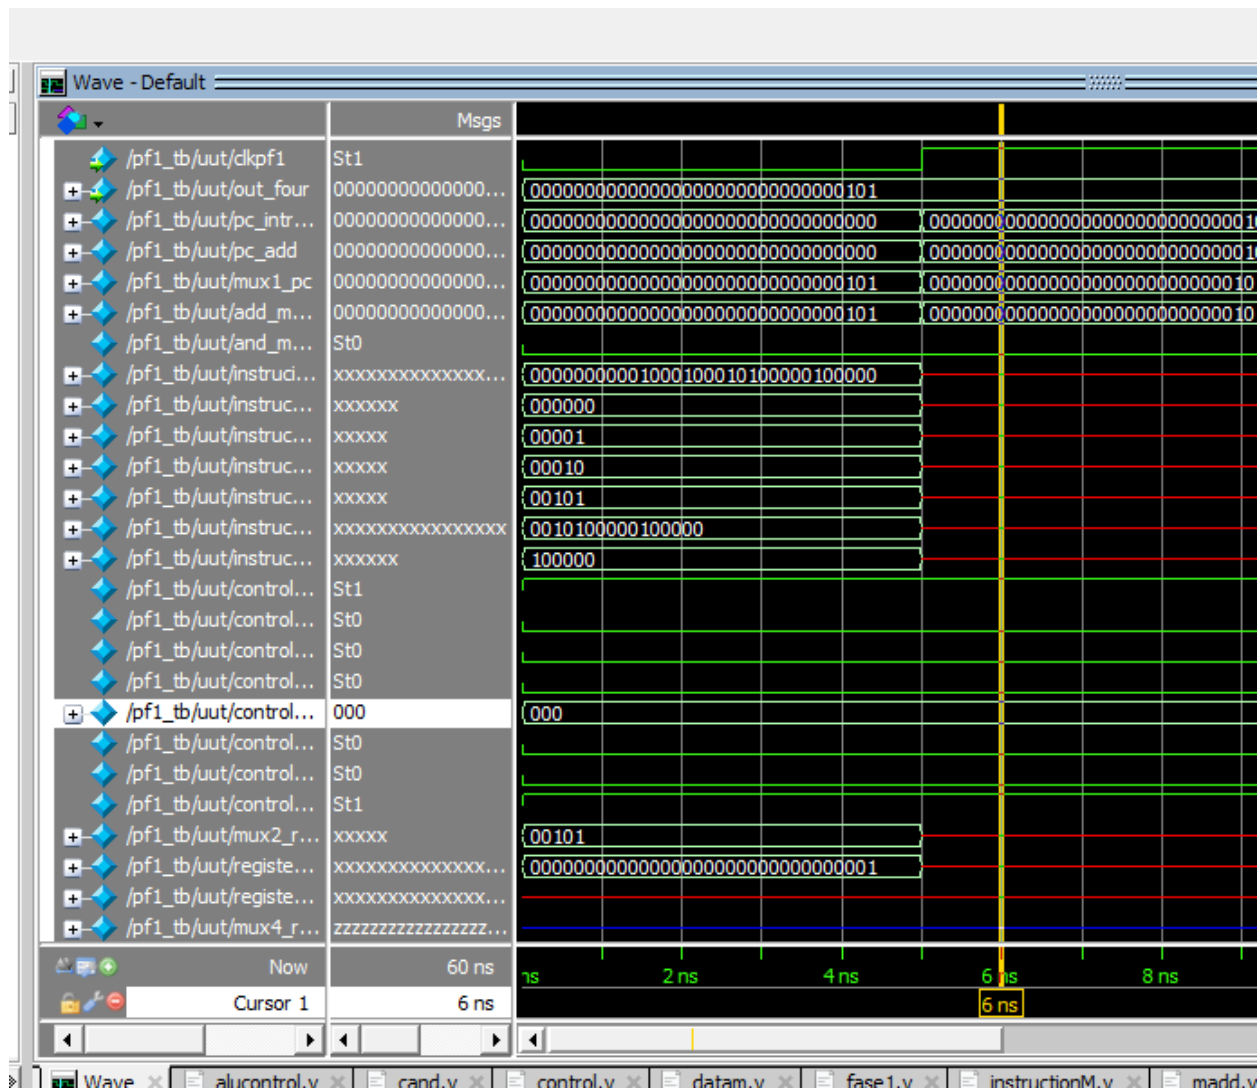 Wave - Default
Msgs
/pf1_tb/uut/clkpf1 St1
/pf1_tb/uut/out_four 00000000000000... 00000000000000000000000000000101
/pf1_tb/uut/pc_intr... 00000000000000... 00000000000000000000000000000000
/pf1_tb/uut/pc_add 00000000000000... 00000000000000000000000000000000
/pf1_tb/uut/mux1_pc 00000000000000... 00000000000000000000000000000101
/pf1_tb/uut/add_m... 00000000000000... 00000000000000000000000000000101
/pf1_tb/uut/and_m... St0
/pf1_tb/uut/instruci... xxxxxxxxxxxxxx... 00000000001000100010100000100000
/pf1_tb/uut/instruc... xxxxxx 000000
/pf1_tb/uut/instruc... xxxxx 00001
/pf1_tb/uut/instruc... xxxxx 00010
/pf1_tb/uut/instruc... xxxxx 00101
/pf1_tb/uut/instruc... xxxxxxxxxxxxxxxx 0010100000100000
/pf1_tb/uut/instruc... xxxxxx 100000
/pf1_tb/uut/control... St1
/pf1_tb/uut/control... St0
/pf1_tb/uut/control... St0
/pf1_tb/uut/control... St0
/pf1_tb/uut/control... 000 000
/pf1_tb/uut/control... St0
/pf1_tb/uut/control... St0
/pf1_tb/uut/control... St1
/pf1_tb/uut/mux2_r... xxxxx 00101
/pf1_tb/uut/registe... xxxxxxxxxxxxxx... 00000000000000000000000000000001
/pf1_tb/uut/registe... xxxxxxxxxxxxxx...
/pf1_tb/uut/mux4_r... zzzzzzzzzzzzzzzzz...
Now 60 ns ns 2 ns 4 ns 6 ns 8 ns
Cursor 1 6 ns 6 ns
Wave alucontrol.v cand.v control.v datam.v fase1.v instructionM.v madd.v